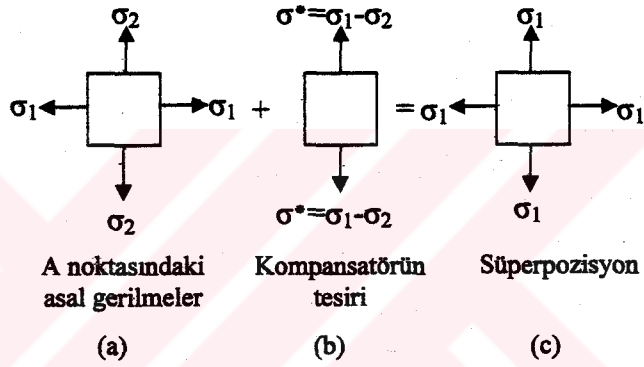 σ2 σ*=σ1-σ2 σ1
σ1 σ1 + = σ1 σ1
σ2 σ*=σ1-σ2 σ1
A noktasındaki asal gerilmeler
Kompansatörün tesiri
Süperpozisyon
(a) (b) (c)